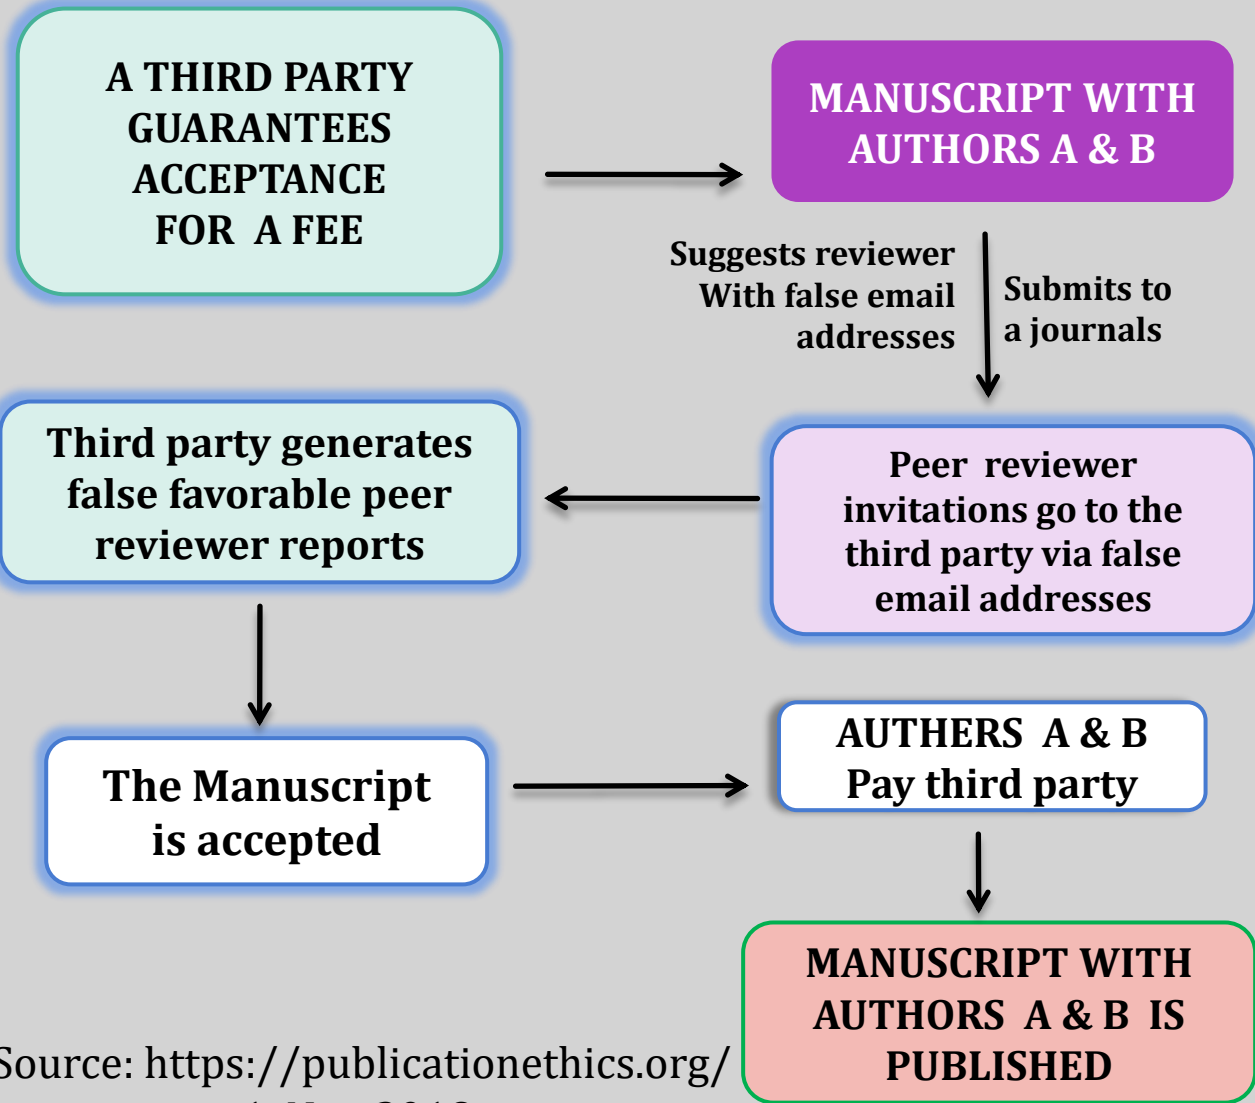 A THIRD PARTY
GUARANTEES
ACCEPTANCE
FOR A FEE
MANUSCRIPT WITH
AUTHORS A & B
Suggests reviewer
With false email
addresses
Submits to
a journals
Peer reviewer
invitations go to the
third party via false
email addresses
Third party generates
false favorable peer
reviewer reports
The Manuscript
is accepted
AUTHERS A & B
Pay third party
MANUSCRIPT WITH
AUTHORS A & B IS
PUBLISHED
Source: https://publicationethics.org/